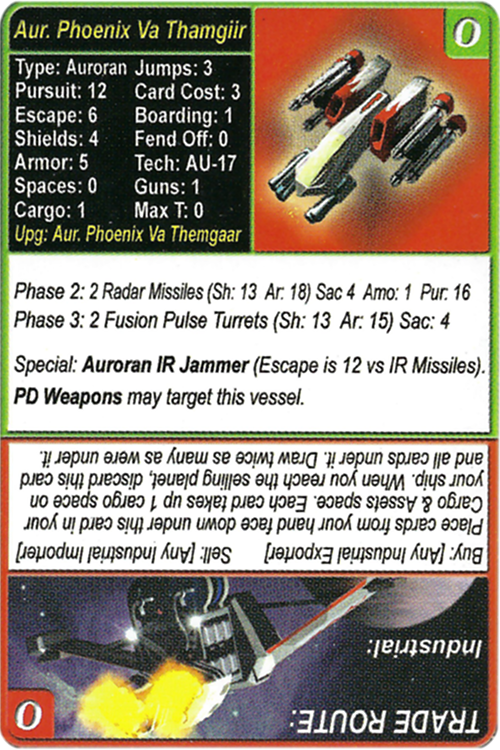 Aur. Phoenix Va Thamgiir
0
Type: Auroran Jumps: 3
Pursuit: 12 Card Cost: 3
Escape: 6 Boarding: 1
Shields: 4 Fend Off: 0
Armor: 5 Tech: AU-17
Spaces: 0 Guns: 1
Cargo: 1 Max T: 0
Upg: Aur. Phoenix Va Themgaar
Phase 2: 2 Radar Missiles (Sh: 13 Ar: 18) Sac 4 Amo: 1 Pur: 16
Phase 3: 2 Fusion Pulse Turrets (Sh: 13 Ar: 15) Sac: 4
Special: Auroran IR Jammer (Escape is 12 vs IR Missiles).
PD Weapons may target this vessel.
TRADE ROUTE:
0
Industrial:
Buy: [Any Industrial Exporter] Sell: [Any Industrial Importer]
Place cards from your hand face down under this card in your
Cargo & Assets space. Each card takes up 1 cargo space on
your ship. When you reach the selling planet, discard this card
and all cards under it. Draw twice as many as were under it.